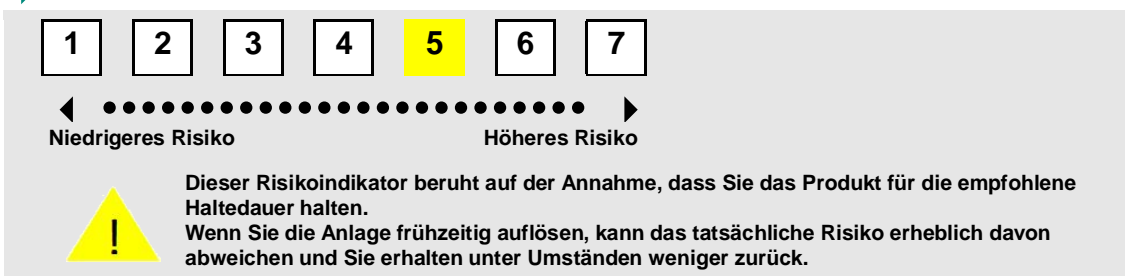 1 2 3 4 5 6 7
Niedrigeres Risiko Höheres Risiko
Dieser Risikoindikator beruht auf der Annahme, dass Sie das Produkt für die empfohlene
Haltedauer halten.
Wenn Sie die Anlage frühzeitig auflösen, kann das tatsächliche Risiko erheblich davon
abweichen und Sie erhalten unter Umständen weniger zurück.
!